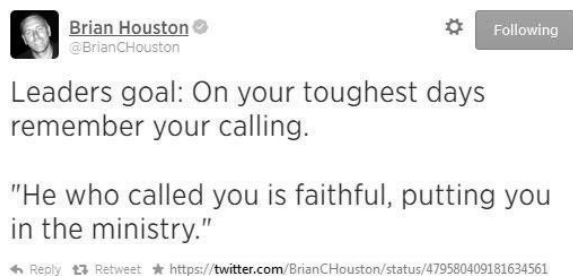 Brian Houston
@BrianCHouston
Following
Leaders goal: On your toughest days
remember your calling.
"He who called you is faithful, putting you
in the ministry."
Reply Retweet https://twitter.com/BrianCHouston/status/479580409181634561